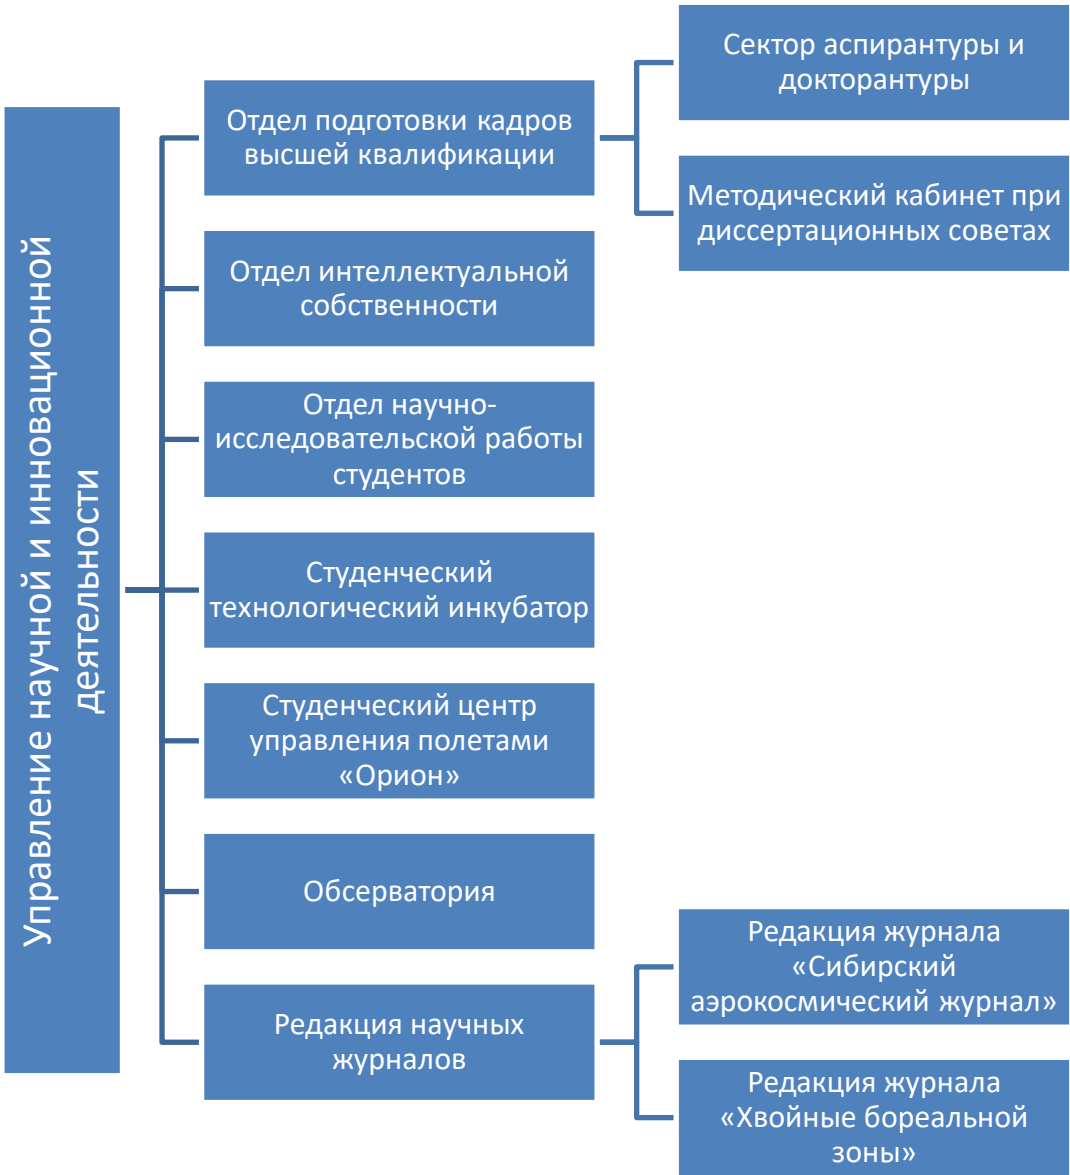 Управление научной и инновационной
деятельности
Отдел подготовки кадров
высшей квалификации
Сектор аспирантуры и
докторантуры
Методический кабинет при
диссертационных советах
Отдел интеллектуальной
собственности
Отдел научно-
исследовательской работы
студентов
Студенческий
технологический инкубатор
Студенческий центр
управления полетами
«Орион»
Обсерватория
Редакция научных
журналов
Редакция журнала
«Сибирский
аэрокосмический журнал»
Редакция журнала
«Хвойные бореальной
зоны»